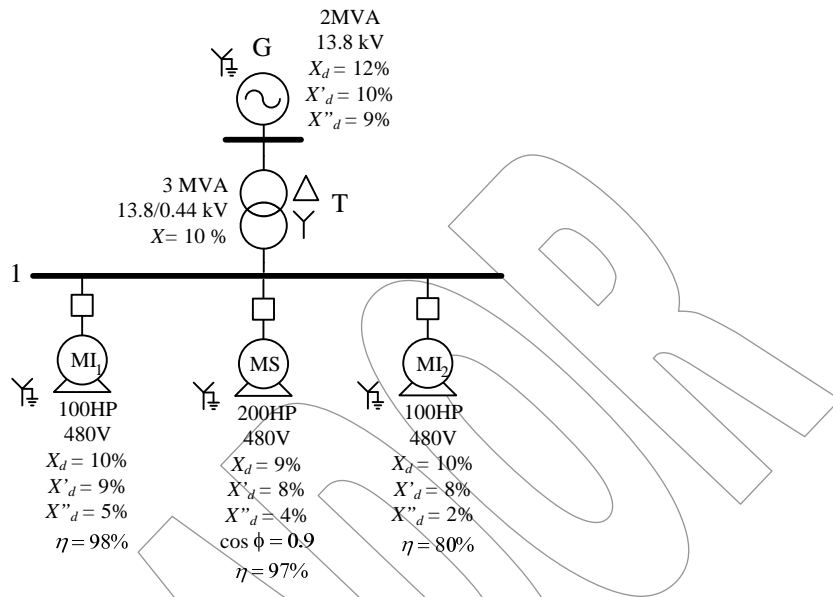 G
2MVA
13.8 kV
X_d = 12%
X'_d = 10%
X"_d = 9%
3 MVA
13.8/0.44 kV
X= 10 %
T
1
MI_1
MS
MI_2
100HP
480V
X_d = 10%
X'_d = 9%
X"_d = 5%
η = 98%
200HP
480V
X_d = 9%
X'_d = 8%
X"_d = 4%
cos ϕ = 0.9
η = 97%
100HP
480V
X_d = 10%
X'_d = 8%
X"_d = 2%
η = 80%